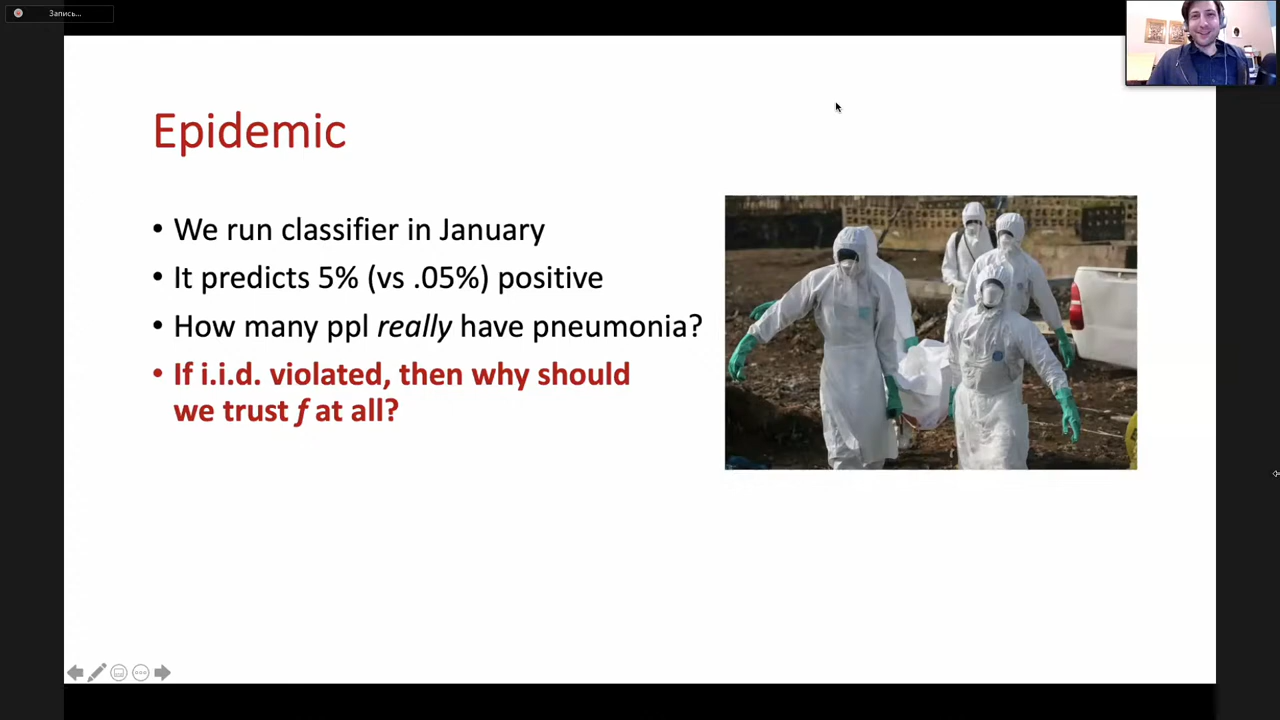 Запись...
Epidemic
• We run classifier in January
• It predicts 5% (vs .05%) positive
• How many ppl really have pneumonia?
• If i.i.d. violated, then why should
we trust f at all?